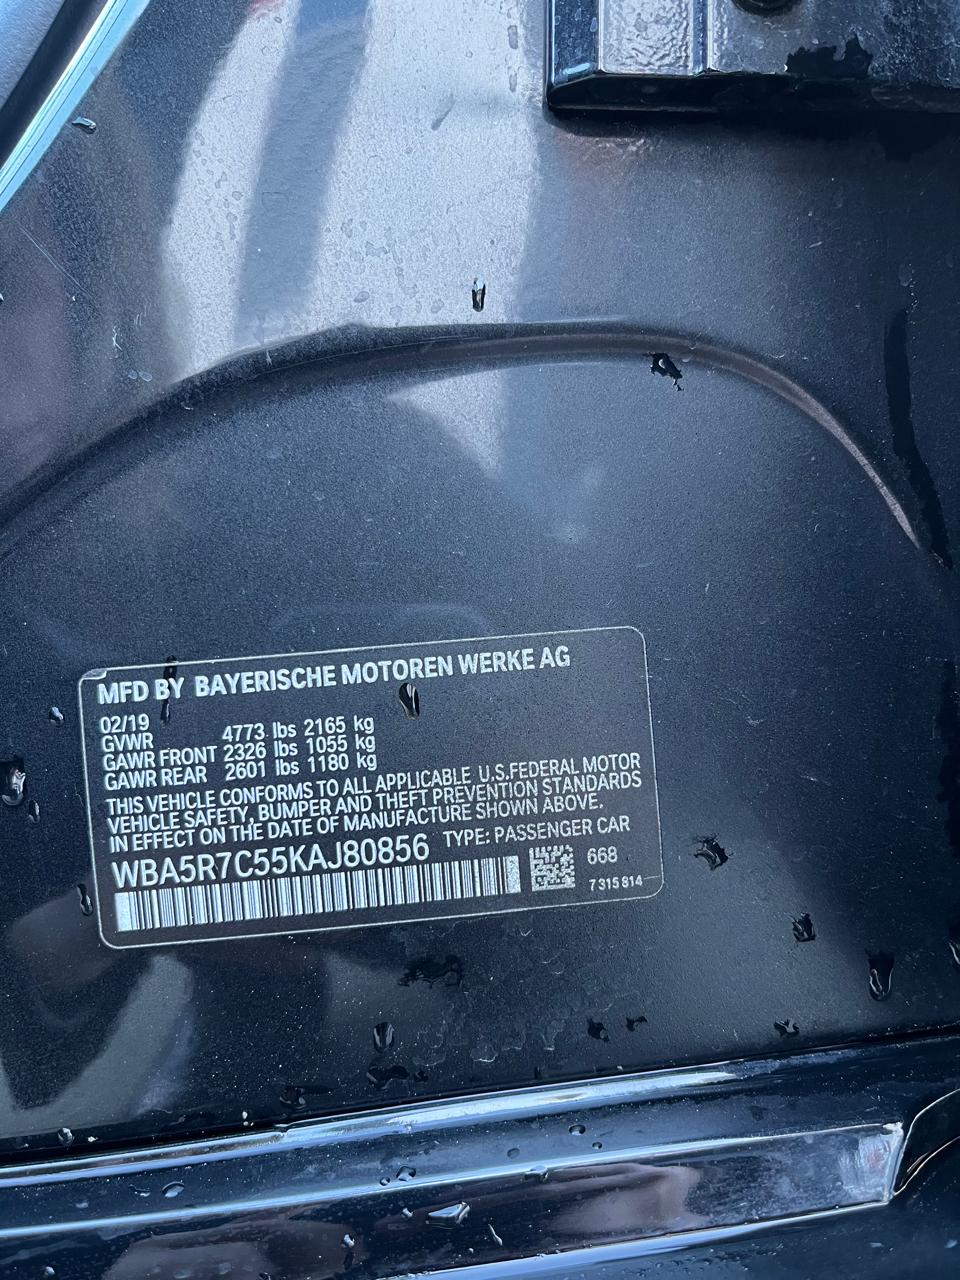 MFD BY BAYERISCHE MOTOREN WERKE AG
02/19
GVWR 4773 lbs 2165 kg
GAWR FRONT 2326 lbs 1055 kg
GAWR REAR 2601 lbs 1180 kg
THIS VEHICLE CONFORMS TO ALL APPLICABLE U.S.FEDERAL MOTOR
VEHICLE SAFETY, BUMPER AND THEFT PREVENTION STANDARDS
IN EFFECT ON THE DATE OF MANUFACTURE SHOWN ABOVE.
WBA5R7C55KAJ80856 TYPE: PASSENGER CAR
668
7 315 814